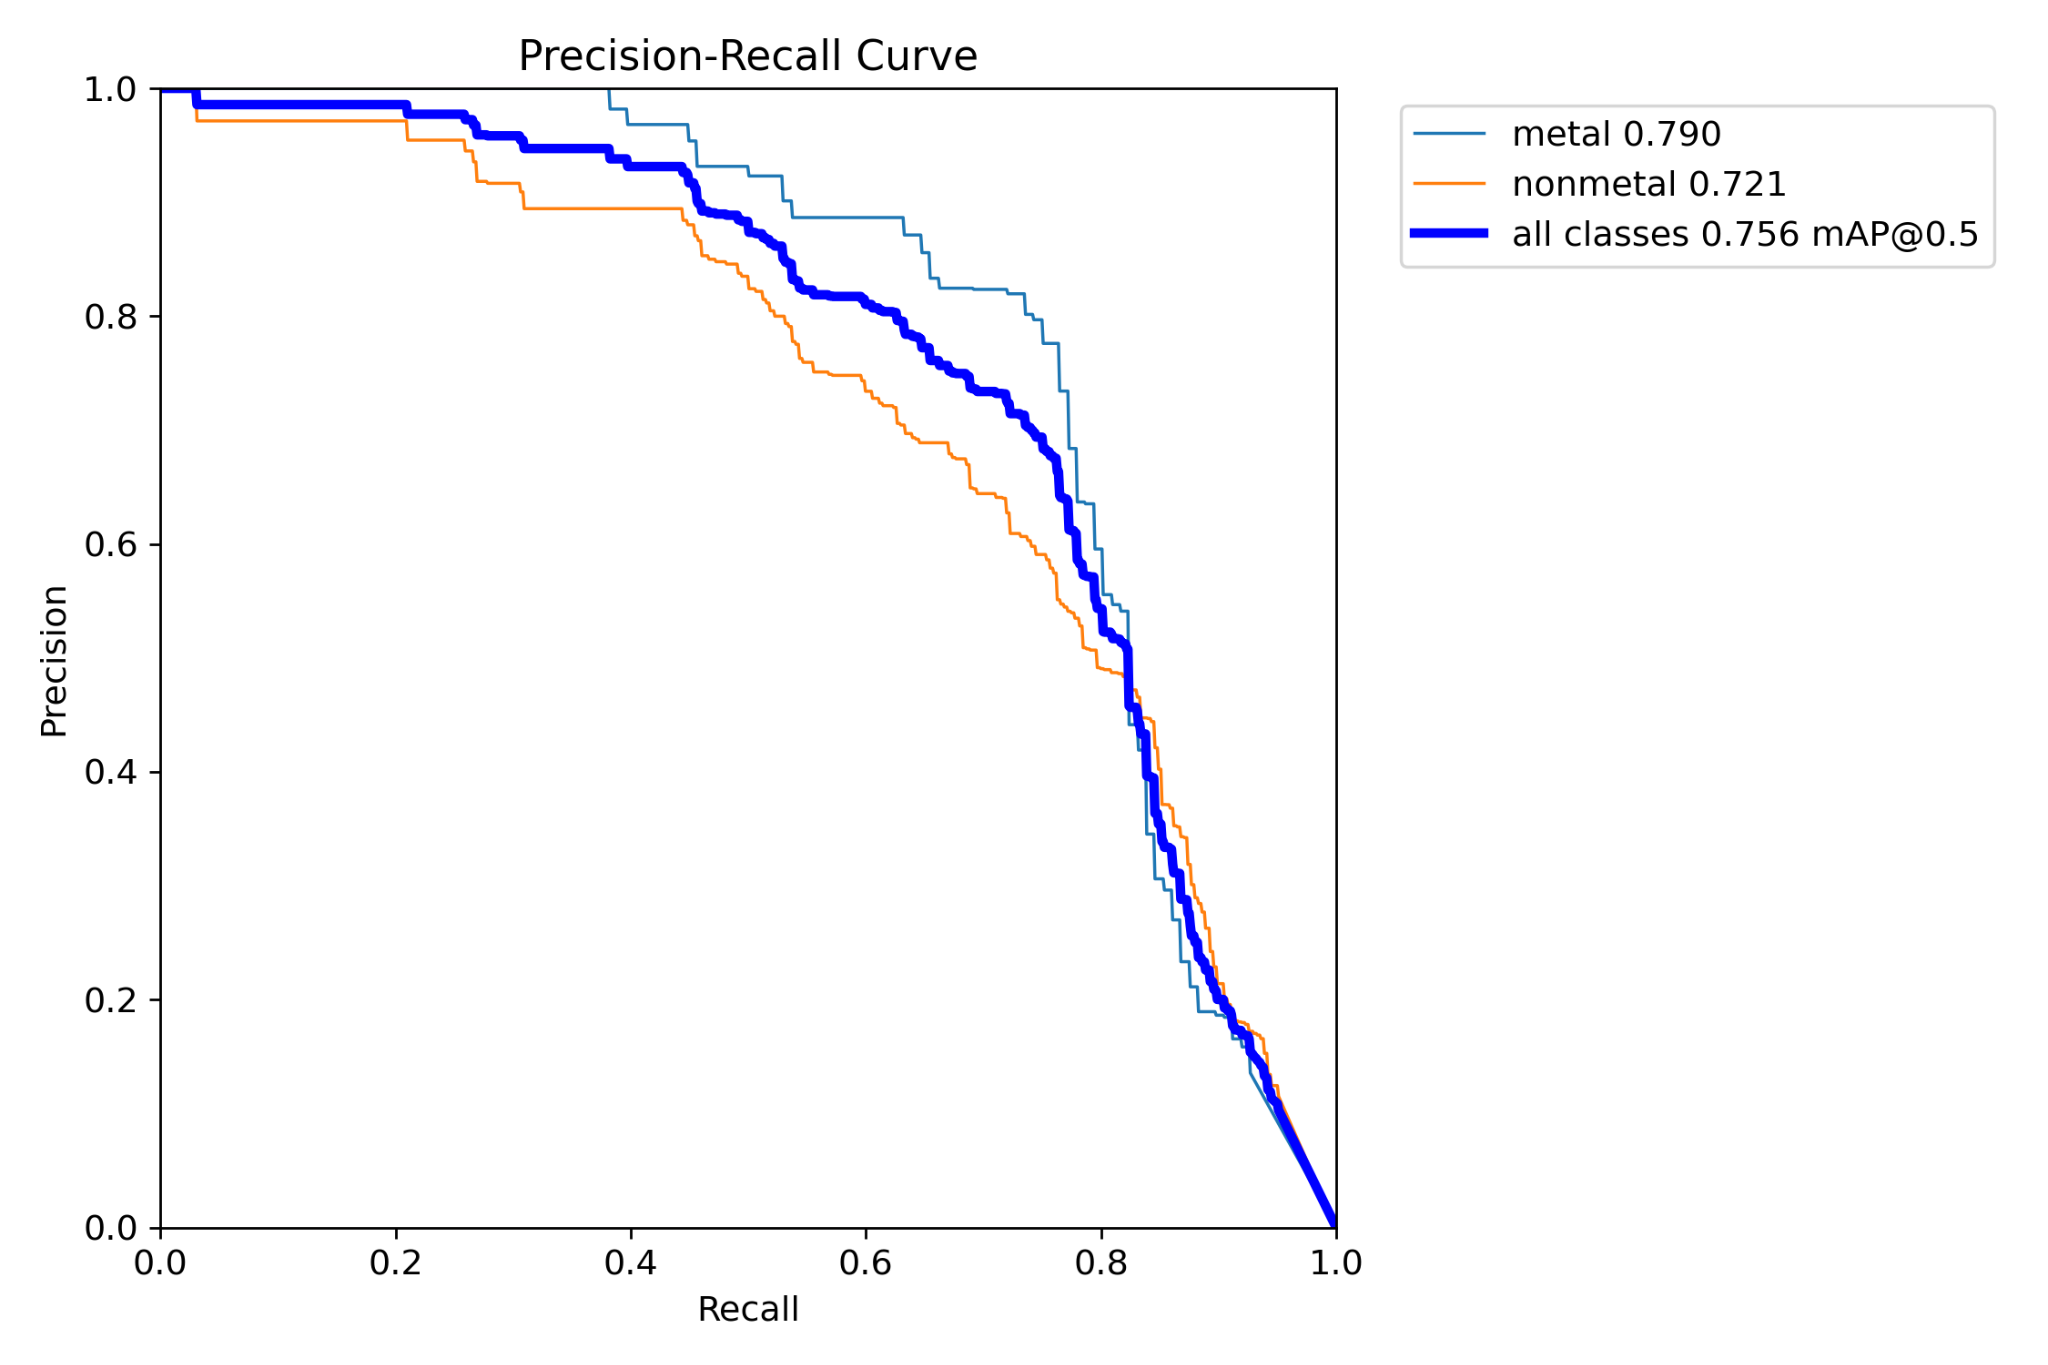 Precision-Recall Curve
1.0
0.8
0.6
0.4
0.2
0.0
Precision
0.0 0.2 0.4 0.6 0.8 1.0
Recall
metal 0.790
nonmetal 0.721
all classes 0.756 mAP@0.5